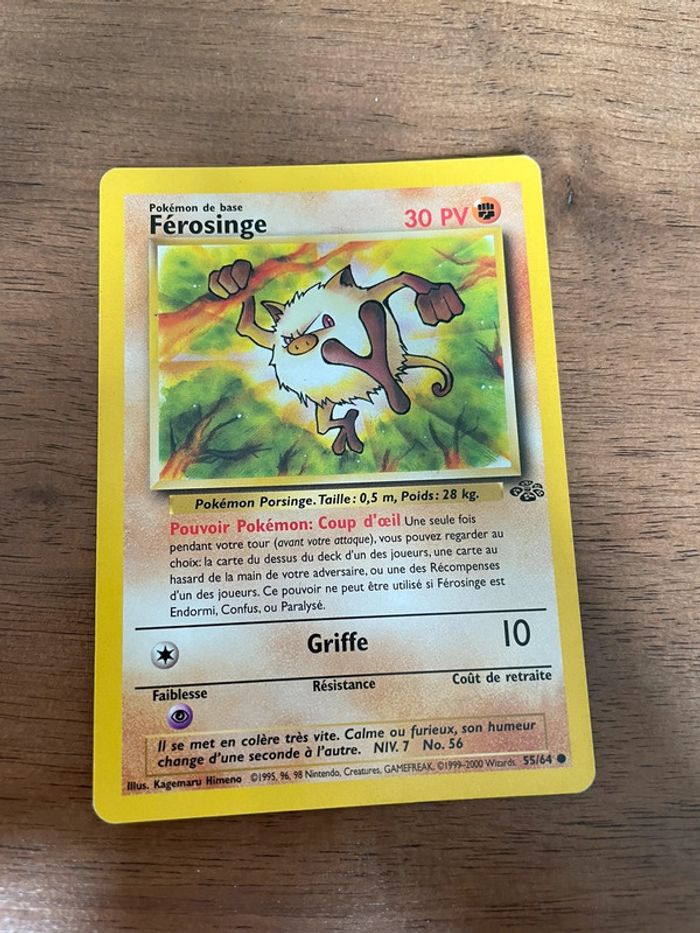 Pokémon de base
Férosinge
30 PV
Pokémon Porsinge. Taille: 0,5 m, Poids: 28 kg.
Pouvoir Pokémon: Coup d'œil Une seule fois
pendant votre tour (avant votre attaque), vous pouvez regarder au
choix: la carte du dessus du deck d'un des joueurs, une carte au
hasard de la main de votre adversaire, ou une des Récompenses
d'un des joueurs. Ce pouvoir ne peut être utilisé si Férosinge est
Endormi, Confus, ou Paralysé.
Griffe 10
Faiblesse Résistance Coût de retraite
Il se met en colère très vite. Calme ou furieux, son humeur
change d'une seconde à l'autre. NIV. 7 No. 56
Illus. Kagemaru Himeno ©1995, 96, 98 Nintendo, Creatures, GAMEFREAK. ©1999-2000 Wizards. 55/64